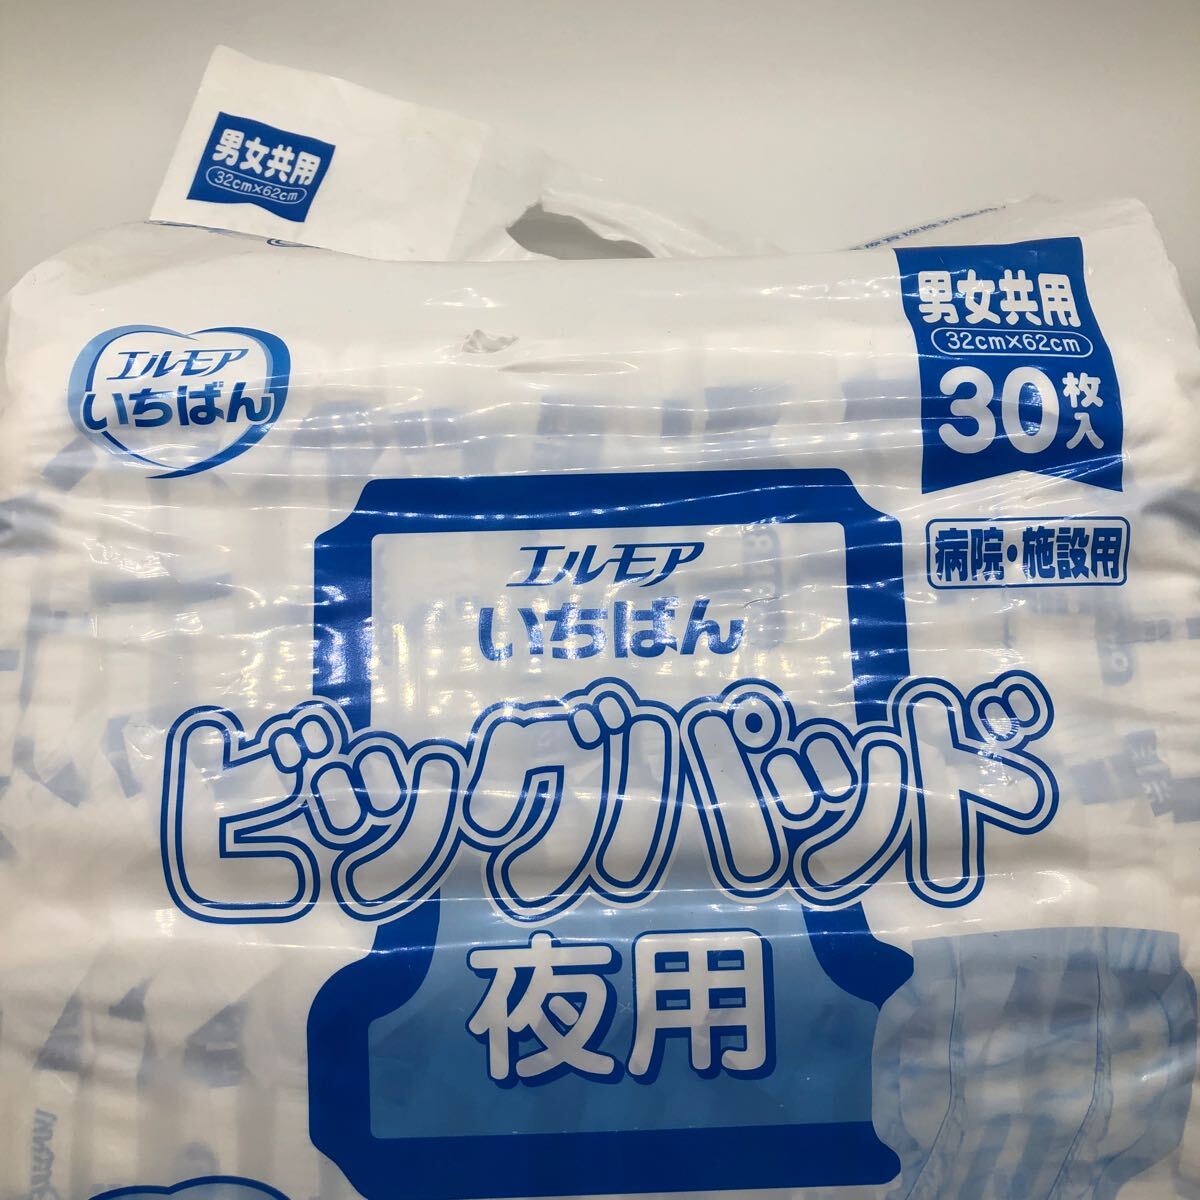 男女共用
32cm×62cm
エルモア
いちばん
男女共用
32cm×62cm
30枚入
病院・施設用
エルモア
いちばん
ビッグパッド
夜用